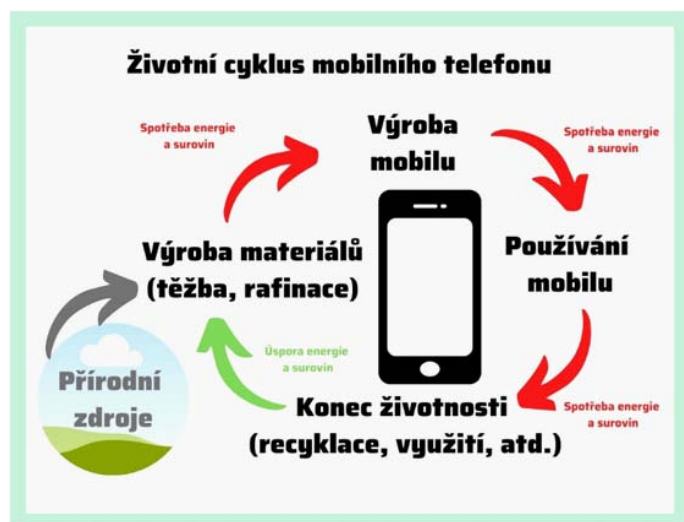 Životní cyklus mobilního telefonu
Spotřeba energie
a surovin
Výroba
mobilu
Spotřeba energie
a surovin
Výroba materiálů
(těžba, rafinace)
Používání
mobilu
Přírodní
zdroje
Úspora energie
a surovin
Konec životnosti
(recyklace, využití, atd.)
Spotřeba energie
a surovin